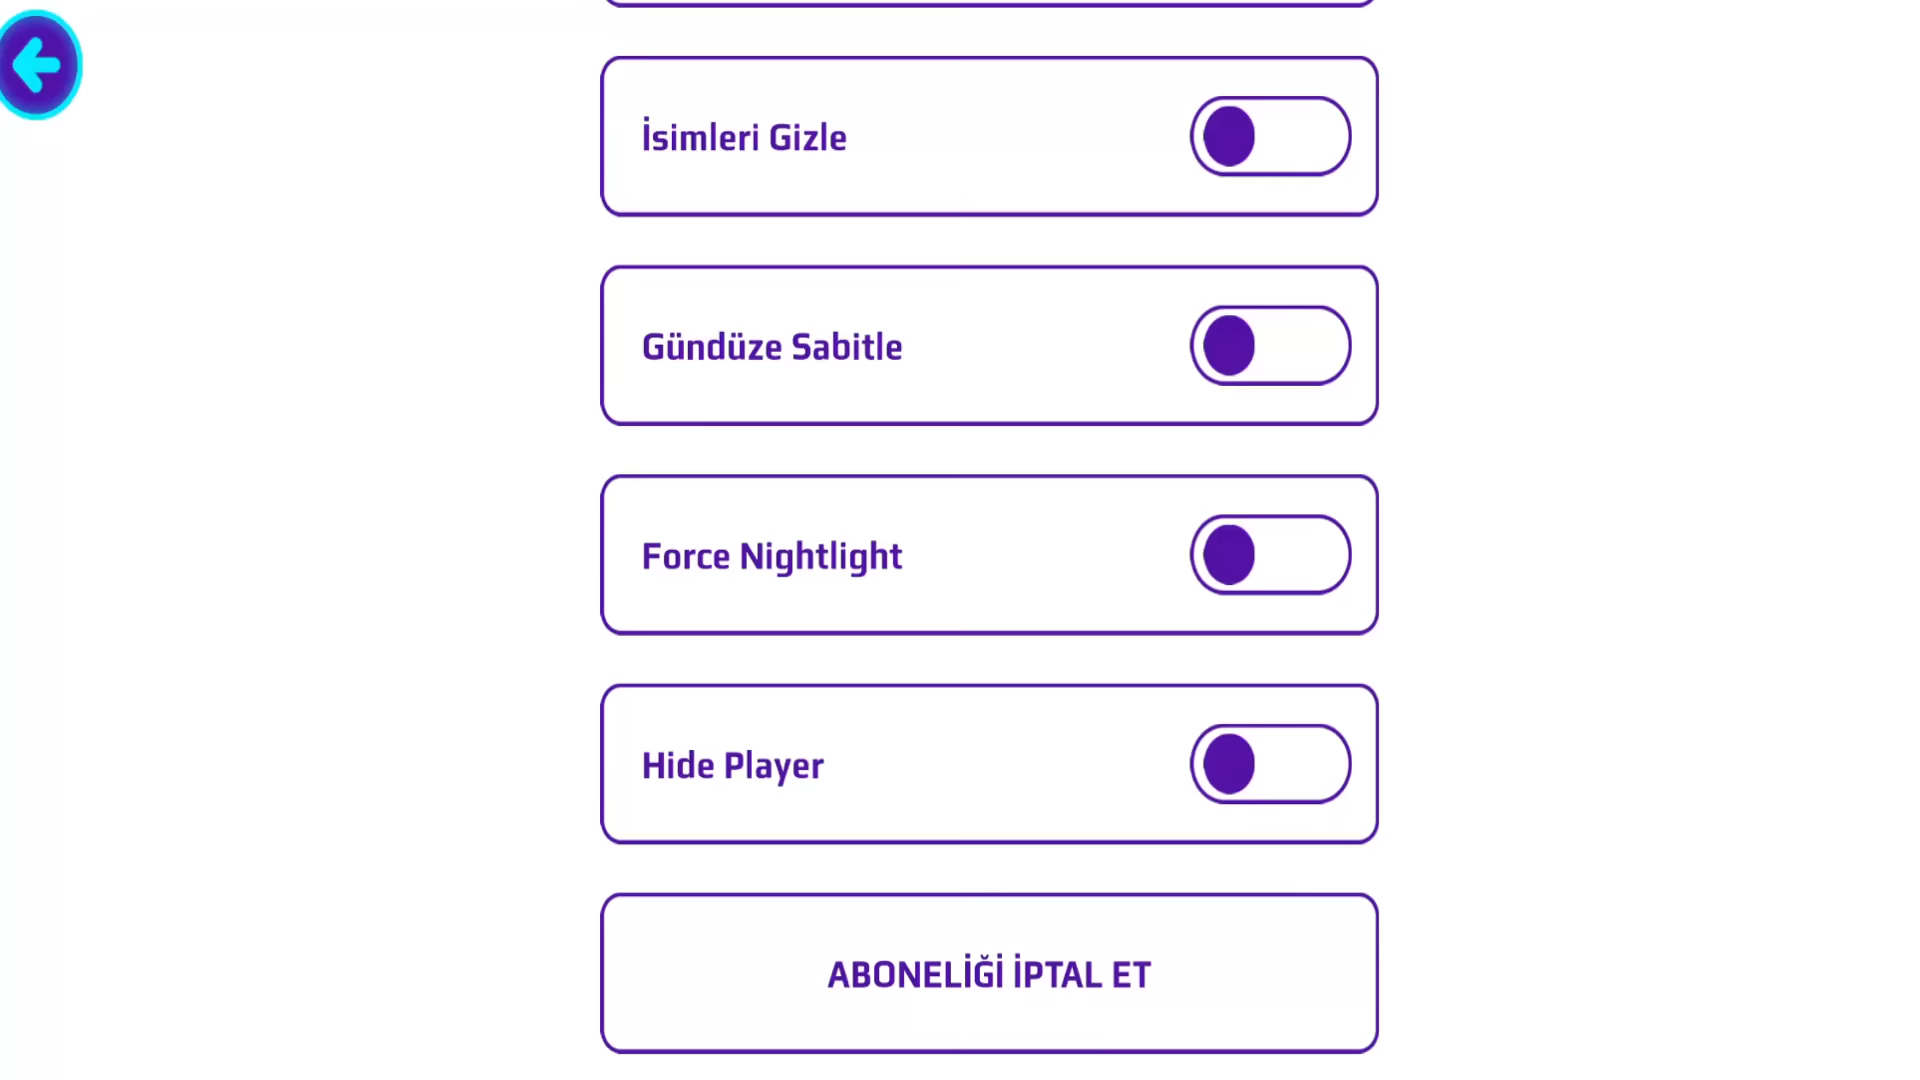 İsimleri Gizle
Gündüze Sabitle
Force Nightlight
Hide Player
ABONELİĞİ İPTAL ET